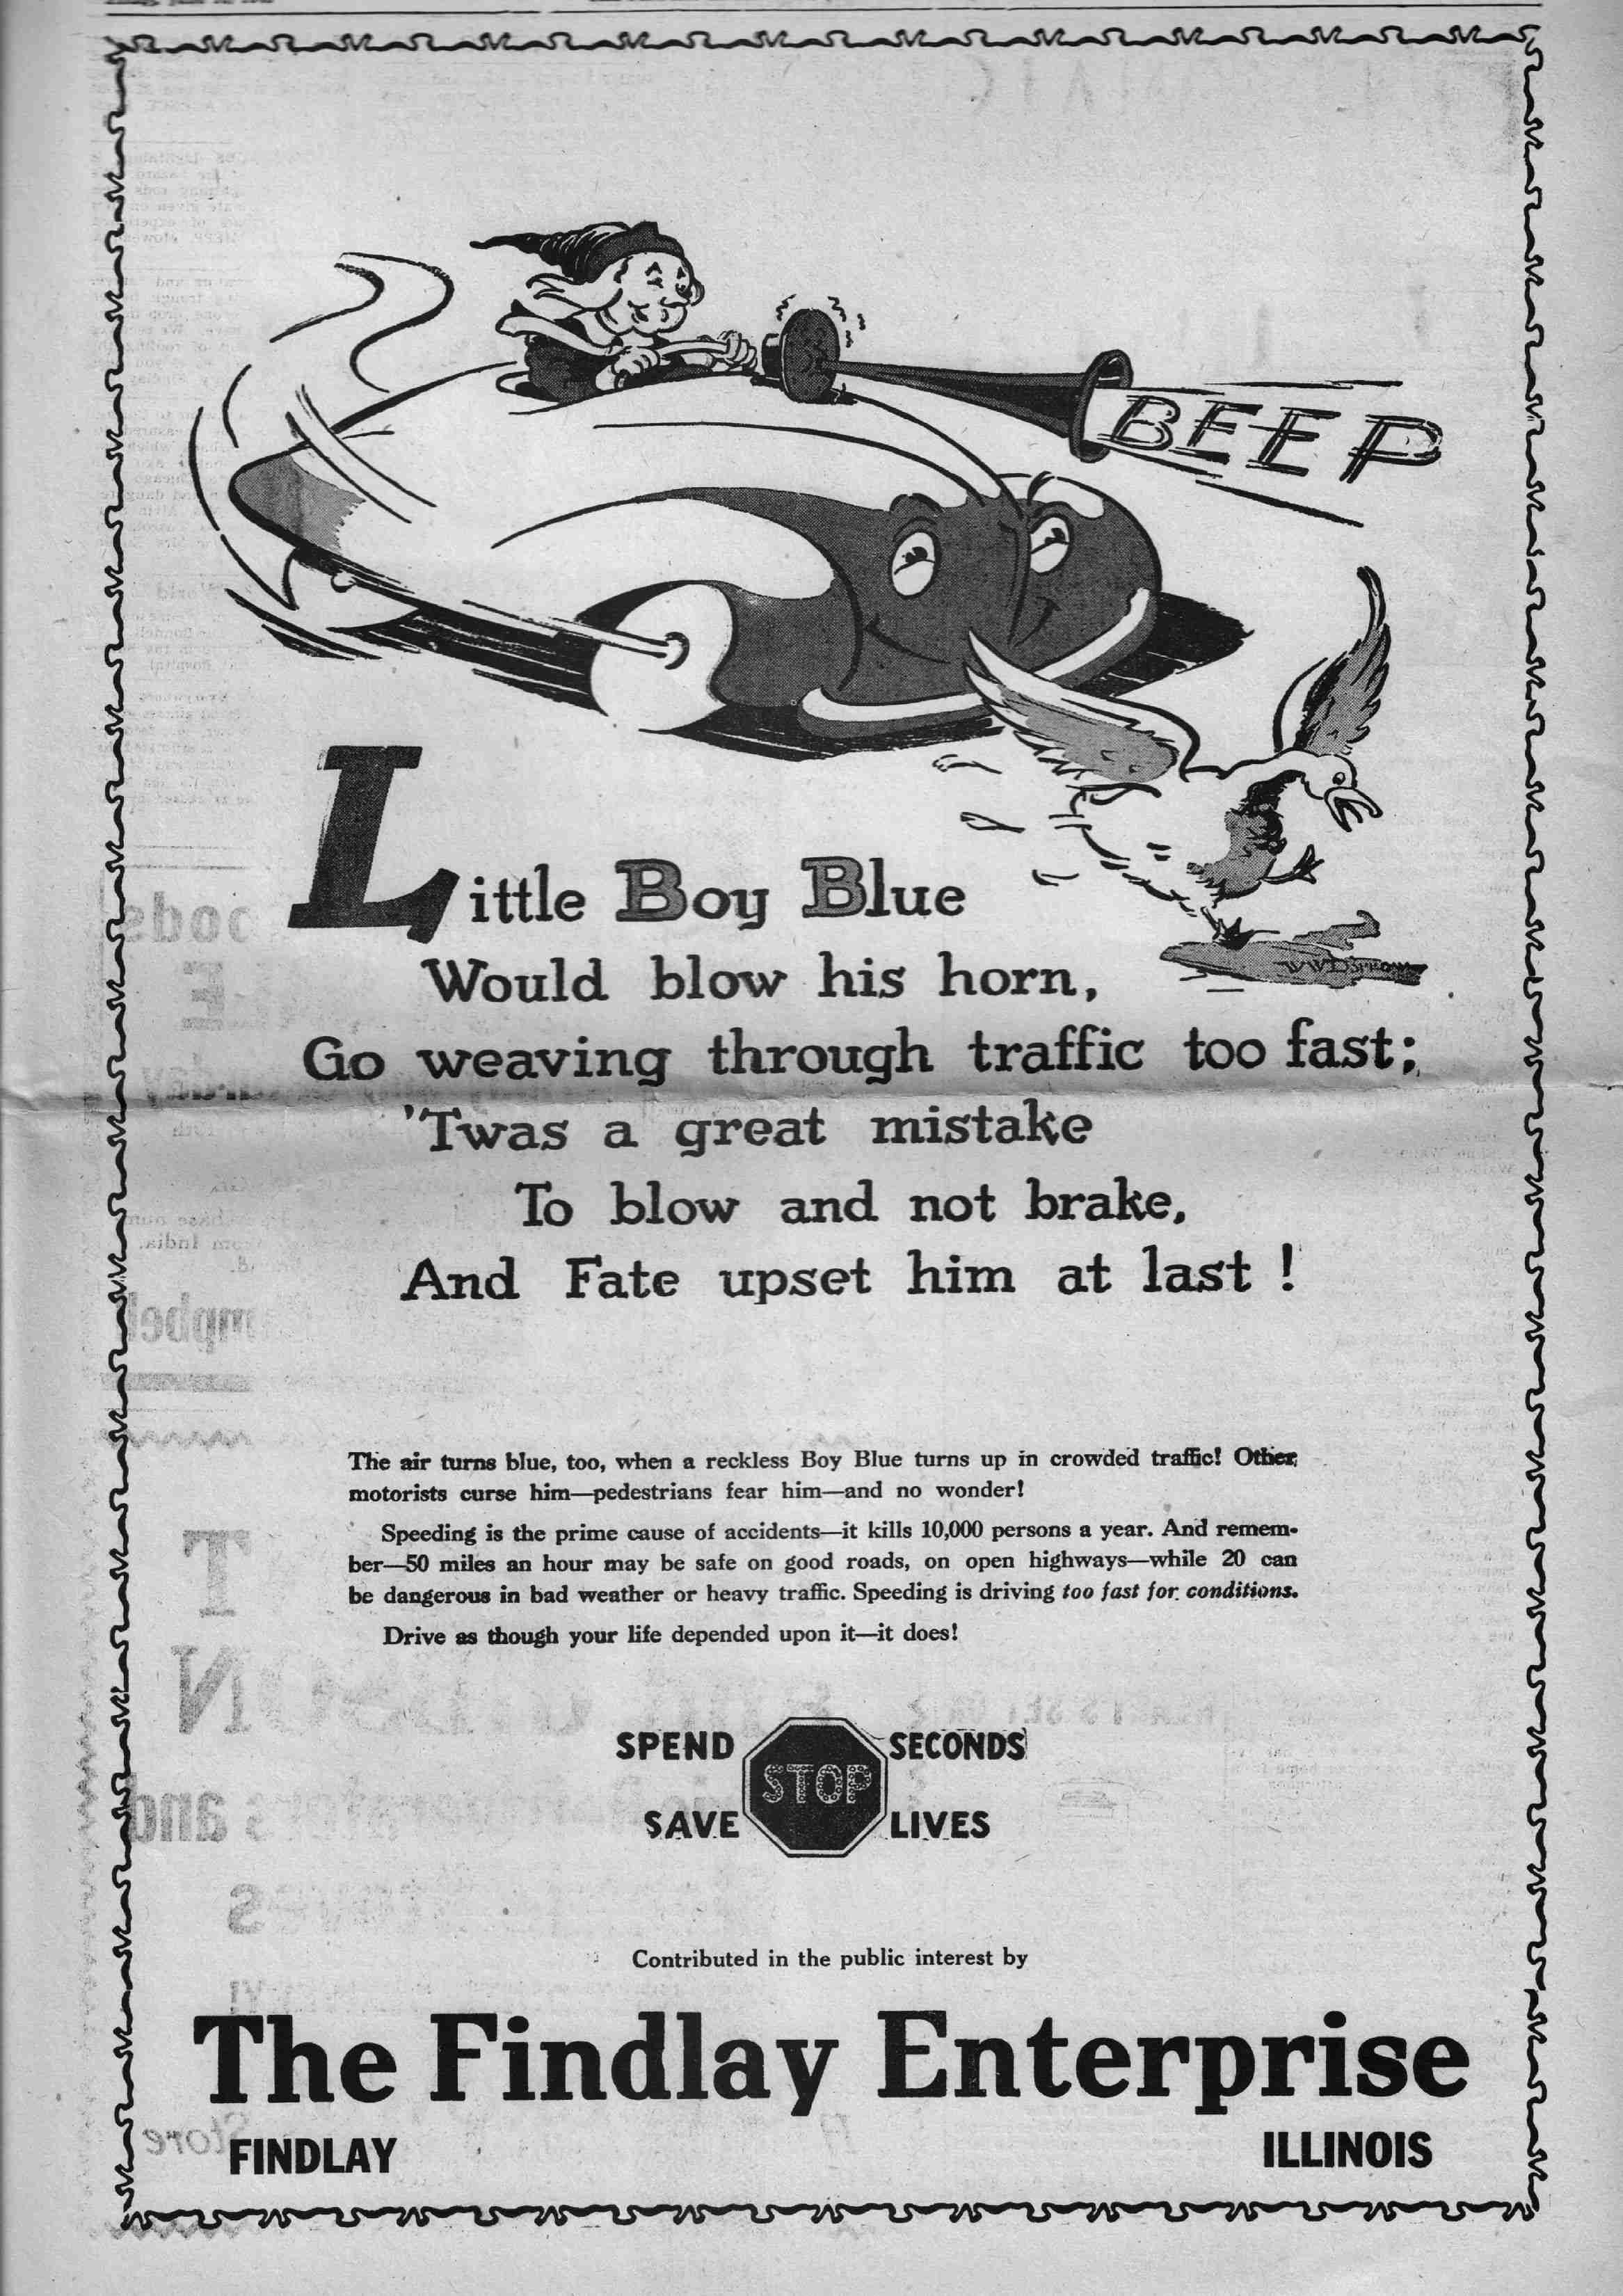 BEEP
Little Boy Blue
Would blow his horn,
Go weaving through traffic too fast;
'Twas a great mistake
To blow and not brake,
And Fate upset him at last !
The air turns blue, too, when a reckless Boy Blue turns up in crowded traffic! Other
motorists curse him—pedestrians fear him—and no wonder!
Speeding is the prime cause of accidents—it kills 10,000 persons a year. And remem-
ber—50 miles an hour may be safe on good roads, on open highways—while 20 can
be dangerous in bad weather or heavy traffic. Speeding is driving too fast for conditions.
Drive as though your life depended upon it—it does!
SPEND STOP SECONDS
SAVE LIVES
Contributed in the public interest by
The Findlay Enterprise
FINDLAY ILLINOIS